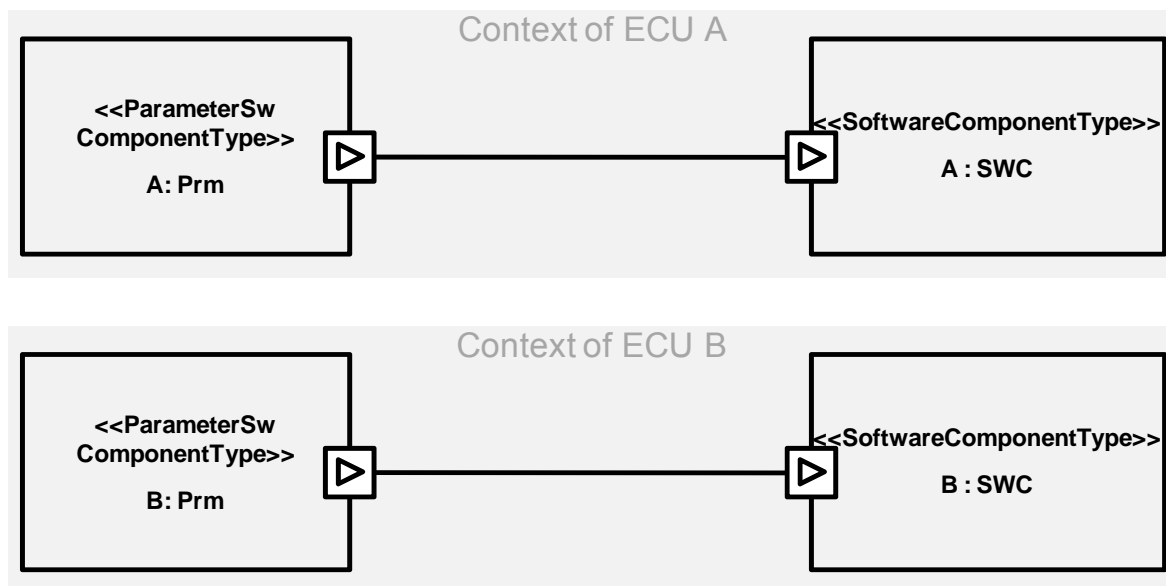 Context of ECU A
<<ParameterSw
ComponentType>>
A: Prm
<<SoftwareComponentType>>
A : SWC
Context of ECU B
<<ParameterSw
ComponentType>>
B: Prm
<<SoftwareComponentType>>
B : SWC